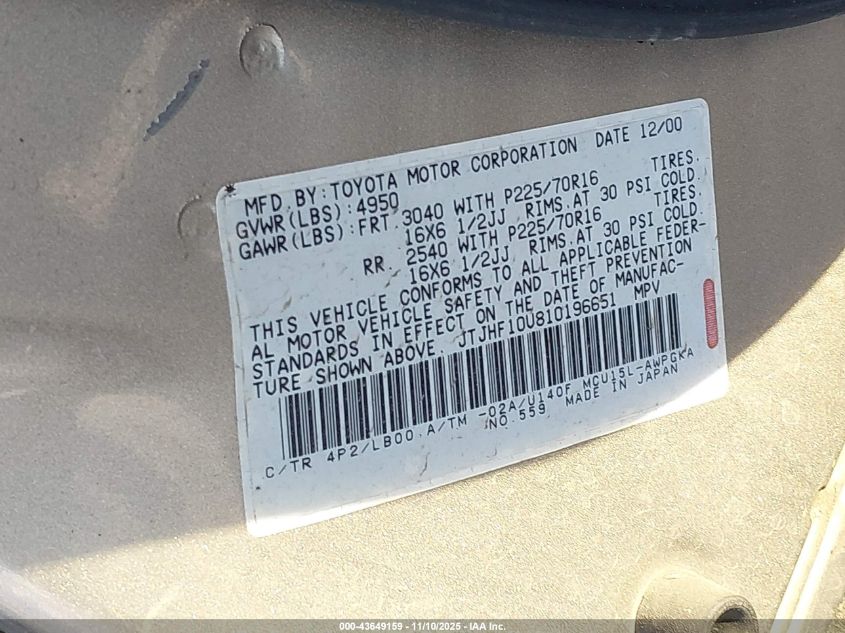 MFD.BY:TOYOTA MOTOR CORPORATION DATE 12/00
GVWR(LBS):4950
GAWR(LBS):FRT 3040 WITH P225/70R16 TIRES,
16X6 1/2JJ RIMS,AT 30 PSI COLD.
RR. 2540 WITH P225/70R16 TIRES,
16X6 1/2JJ RIMS,AT 30 PSI COLD.
THIS VEHICLE CONFORMS TO ALL APPLICABLE FEDER-
AL MOTOR VEHICLE SAFETY AND THEFT PREVENTION
STANDARDS IN EFFECT ON THE DATE OF MANUFAC-
TURE SHOWN ABOVE. JTJHF10U810196651 MPV
C/TR 4P2/LB00 A/TM -02A/U140F MCU15L-AWPGKA
NO.559 MADE IN JAPAN
000-43649159 - 11/10/2025 - IAA Inc.